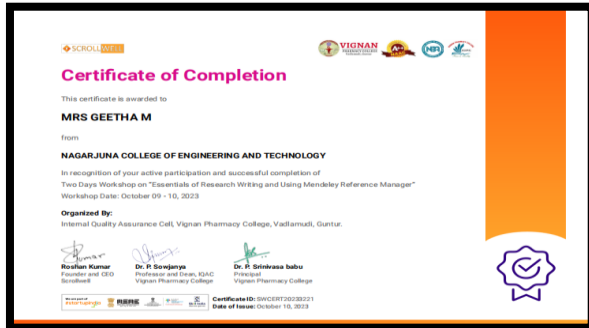 SCROLLWELL
VIGNAN
Certificate of Completion
This certificate is awarded to
MRS GEETHA M
from
NAGARJUNA COLLEGE OF ENGINEERING AND TECHNOLOGY
In recognition of your active participation and successful completion of
Two Days Workshop on "Essentials of Research Writing and Using Mendeley Reference Manager"
Workshop Date: October 09 - 10, 2023
Organized By:
Internal Quality Assurance Cell, Vignan Pharmacy College, Vadlamudi, Guntur.
Roshan Kumar
Founder and CEO
Scrollwell
Dr. P. Sowjanya
Professor and Dean, IQAC
Vignan Pharmacy College
Dr. P. Srinivasa babu
Principal
Vignan Pharmacy College
Certificate ID: SWCERT20233221
Date of Issue: October 10, 2023